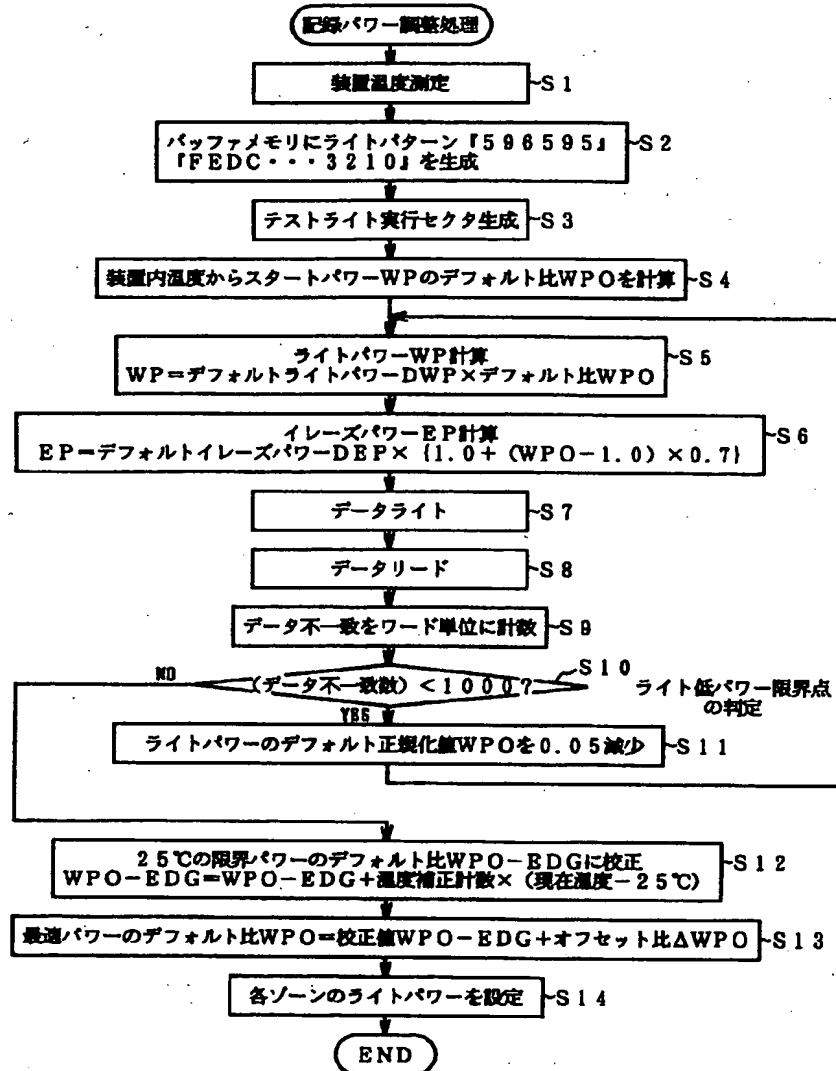 記録パワー調整処理
装置温度測定
S1
バッファメモリにライトパターン『596595』
『FEDC・・・3210』を生成
S2
テストライト実行セクタ生成
S3
装置内温度からスタートパワーWPのデフォルト比WPOを計算
S4
ライトパワーWP計算
WP=デフォルトライトパワーDWP×デフォルト比WPO
S5
イレーズパワーEP計算
EP=デフォルトイレーズパワーDEP×{1.0+(WPO-1.0)×0.7}
S6
データライト
S7
データリード
S8
データ不一致をワード単位に計数
S9
(データ不一致数)<1000?
S10
NO
YES
ライト低パワー限界点
の判定
ライトパワーのデフォルト正規化値WPOを0.05減少
S11
25℃の限界パワーのデフォルト比WPO-EDGに校正
WPO-EDG=WPO-EDG+温度補正計数×(現在温度-25℃)
S12
最適パワーのデフォルト比WPO=校正値WPO-EDG+オフセット比ΔWPO
S13
各ゾーンのライトパワーを設定
S14
END